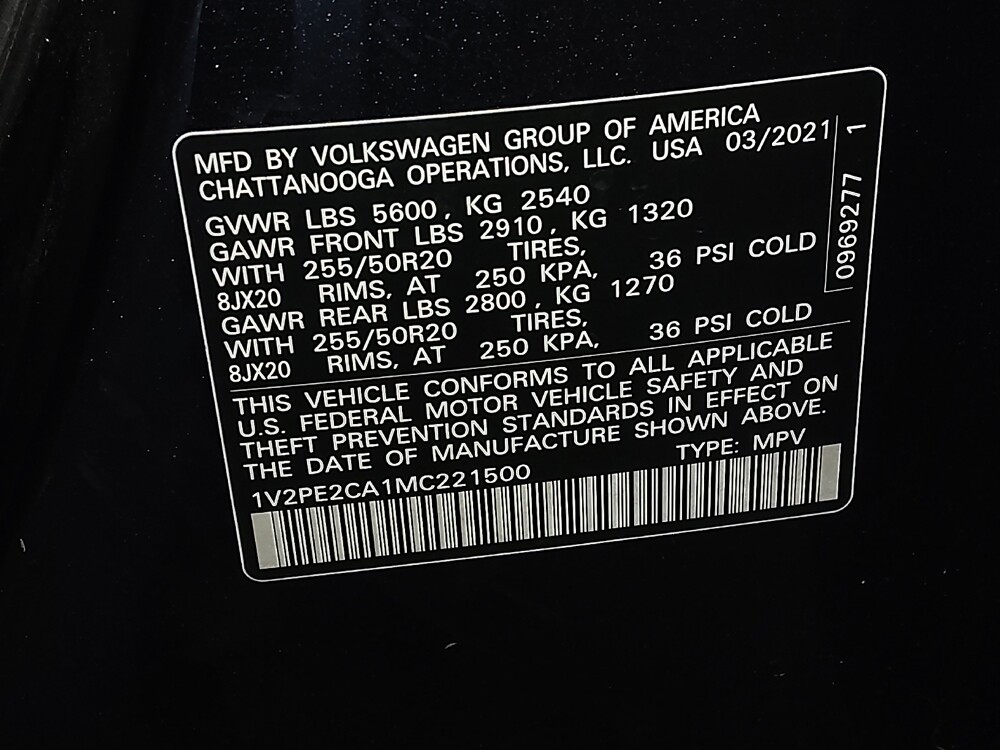 MFD BY VOLKSWAGEN GROUP OF AMERICA
CHATTANOOGA OPERATIONS, LLC. USA 03/2021
GVWR LBS 5600, KG 2540
GAWR FRONT LBS 2910, KG 1320
WITH 255/50R20 TIRES,
8JX20 RIMS, AT 250 KPA, 36 PSI COLD
GAWR REAR LBS 2800, KG 1270
WITH 255/50R20 TIRES,
8JX20 RIMS, AT 250 KPA, 36 PSI COLD
THIS VEHICLE CONFORMS TO ALL APPLICABLE
U.S. FEDERAL MOTOR VEHICLE SAFETY AND
THEFT PREVENTION STANDARDS IN EFFECT ON
THE DATE OF MANUFACTURE SHOWN ABOVE.
1V2PE2CA1MC221500 TYPE: MPV
0969277 1